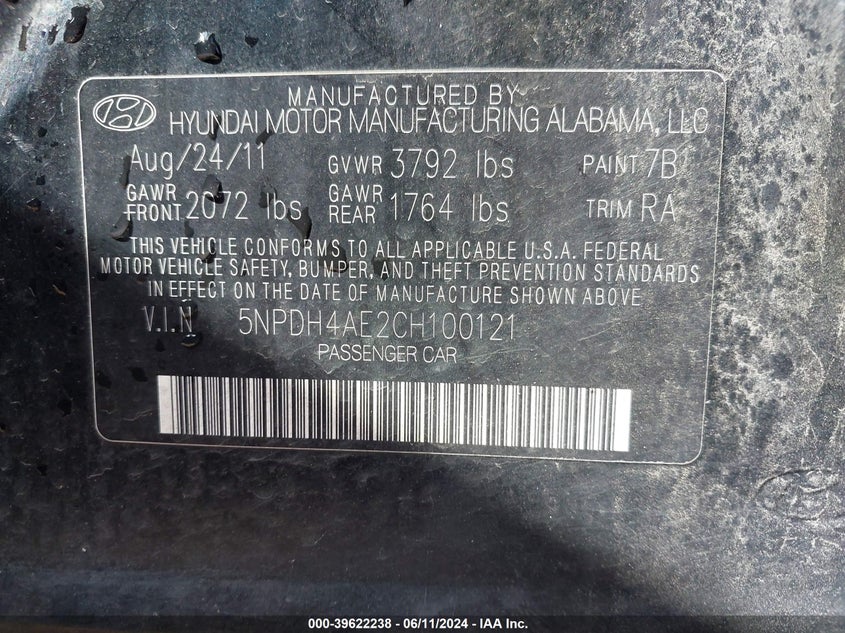 MANUFACTURED BY
HYUNDAI MOTOR MANUFACTURING ALABAMA, LLC
Aug/24/11 GVWR 3792 lbs PAINT 7B
GAWR FRONT 2072 lbs GAWR REAR 1764 lbs TRIM RA
THIS VEHICLE CONFORMS TO ALL APPLICABLE U.S.A. FEDERAL
MOTOR VEHICLE SAFETY, BUMPER, AND THEFT PREVENTION STANDARDS
IN EFFECT ON THE DATE OF MANUFACTURE SHOWN ABOVE
V.I.N 5NPDH4AE2CH100121
PASSENGER CAR
000-39622238 - 06/11/2024 - IAA Inc.